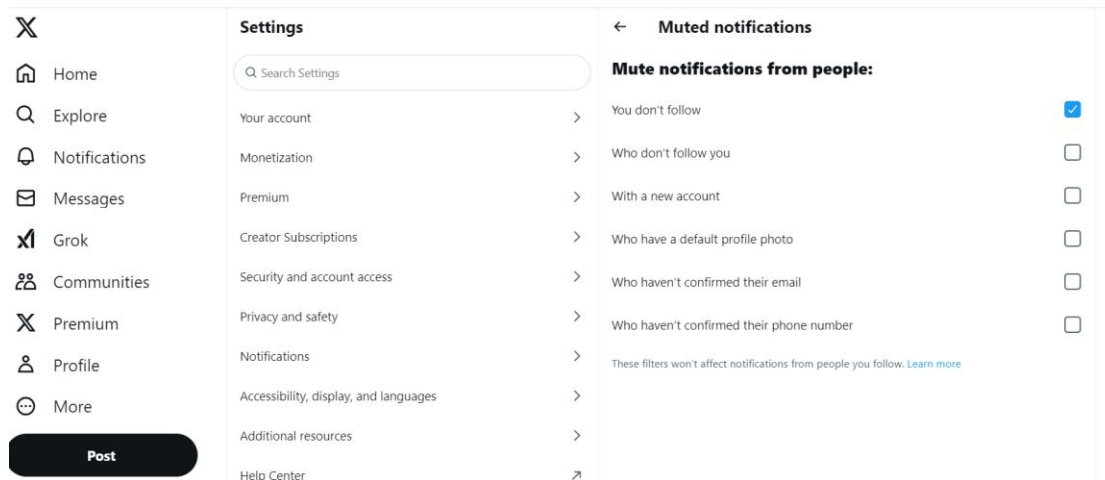 Home
Explore
Notifications
Messages
Grok
Communities
Premium
Profile
More
Post
Settings
Search Settings
Your account
Monetization
Premium
Creator Subscriptions
Security and account access
Privacy and safety
Notifications
Accessibility, display, and languages
Additional resources
Help Center
Muted notifications
Mute notifications from people:
You don't follow
Who don't follow you
With a new account
Who have a default profile photo
Who haven't confirmed their email
Who haven't confirmed their phone number
These filters won't affect notifications from people you follow. Learn more